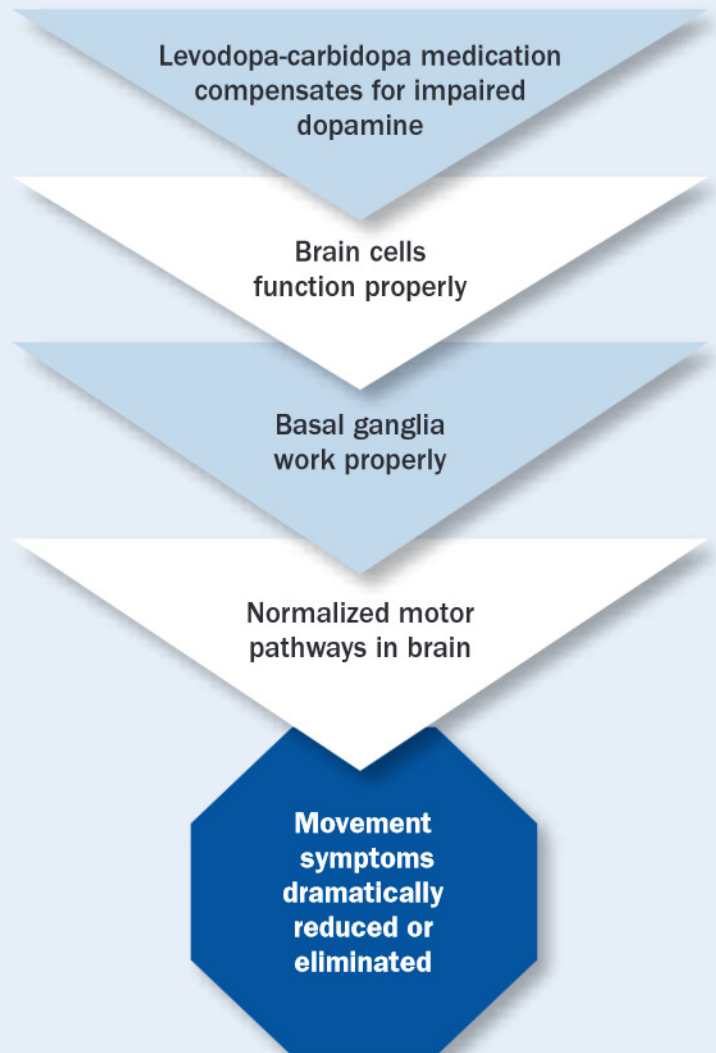 Levodopa-carbidopa medication
compensates for impaired
dopamine
Brain cells
function properly
Basal ganglia
work properly
Normalized motor
pathways in brain
Movement
symptoms
dramatically
reduced or
eliminated